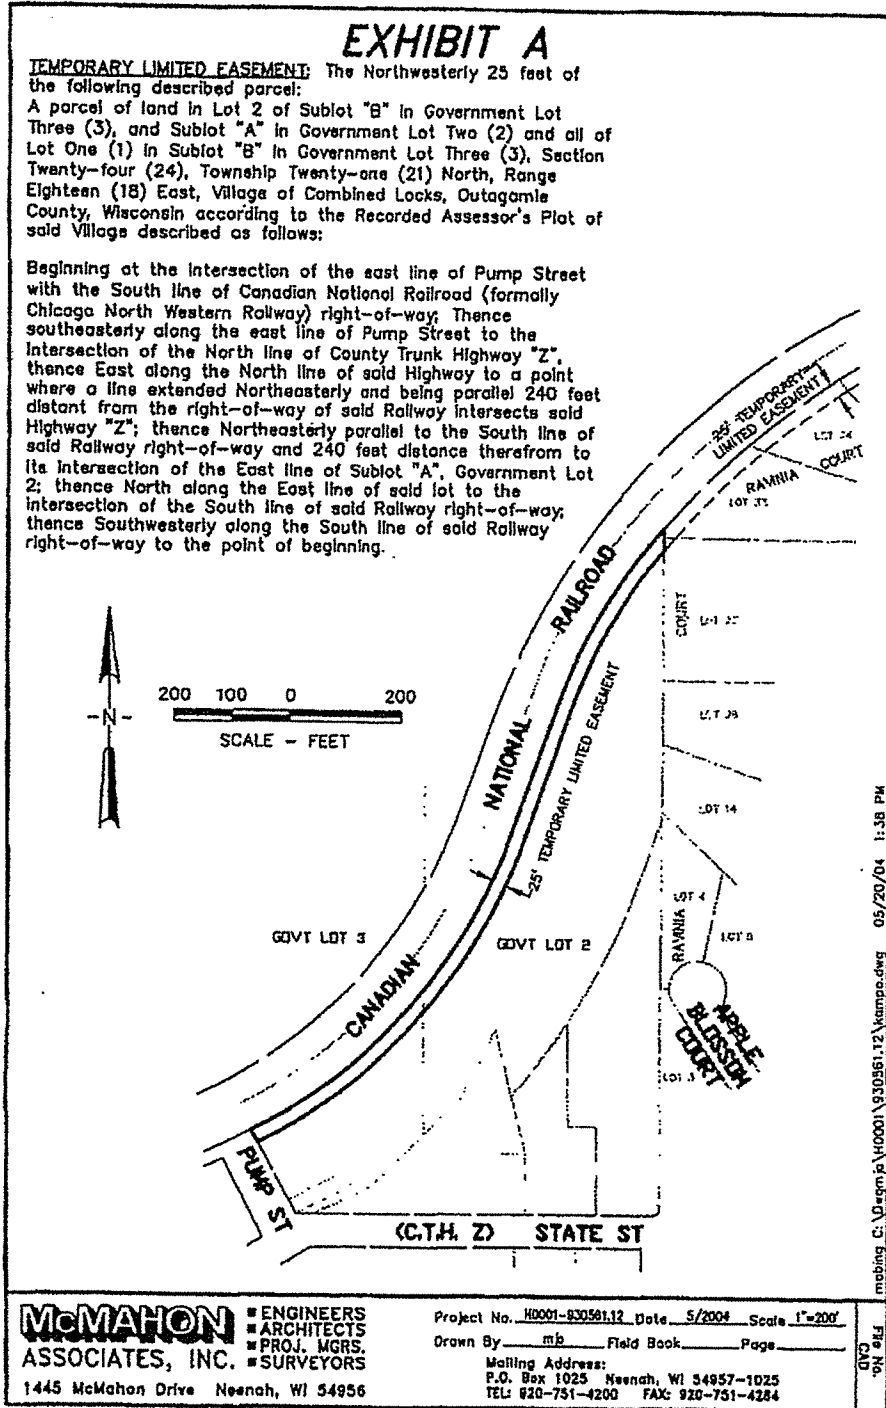 EXHIBIT A
TEMPORARY LIMITED EASEMENT: The Northwesterly 25 feet of
the following described parcel:
A parcel of land in Lot 2 of Sublot "B" in Government Lot
Three (3), and Sublot "A" in Government Lot Two (2) and all of
Lot One (1) in Sublot "B" in Government Lot Three (3), Section
Twenty-four (24), Township Twenty-one (21) North, Range
Eighteen (18) East, Village of Combined Locks, Outagamie
County, Wisconsin according to the Recorded Assessor's Plat of
said Village described as follows:
Beginning at the intersection of the east line of Pump Street
with the South line of Canadian National Railroad (formally
Chicago North Western Railway) right-of-way; Thence
southeasterly along the east line of Pump Street to the
intersection of the North line of County Trunk Highway "Z",
thence East along the North line of said Highway to a point
where a line extended Northeasterly and being parallel 240 feet
distant from the right-of-way of said Railway intersects said
Highway "Z"; thence Northeasterly parallel to the South line of
said Railway right-of-way and 240 feet distance therefrom to
its intersection of the East line of Sublot "A", Government Lot
2; thence North along the East line of said lot to the
intersection of the South line of said Railway right-of-way;
thence Southwesterly along the South line of said Railway
right-of-way to the point of beginning.
25' TEMPORARY
LIMITED EASEMENT
COURT
RAVINIA
RAILROAD
COURT
-N-
200 100 0 200
SCALE - FEET
NATIONAL
25' TEMPORARY LIMITED EASEMENT
LOT 14
LOT 4
RAVINIA
GOVT LOT 3
GOVT LOT 2
CANADIAN
APPLE
BLOSSOM
COURT
PUMP ST
(C.T.H. Z) STATE ST
mobing C:\Dwgmjo\H0001\930561.12\kampo.dwg 05/20/04 1:38 PM
McMAHON
ASSOCIATES, INC.
ENGINEERS
ARCHITECTS
PROJ. MGRS.
SURVEYORS
1445 McMahon Drive Neenah, WI 54956
Project No. H0001-930561.12 Date 5/2004 Scale 1"=200'
Drawn By mjo Field Book Page
Mailing Address:
P.O. Box 1025 Neenah, WI 54957-1025
TEL: 920-751-4200 FAX: 920-751-4284
File No.
CAD